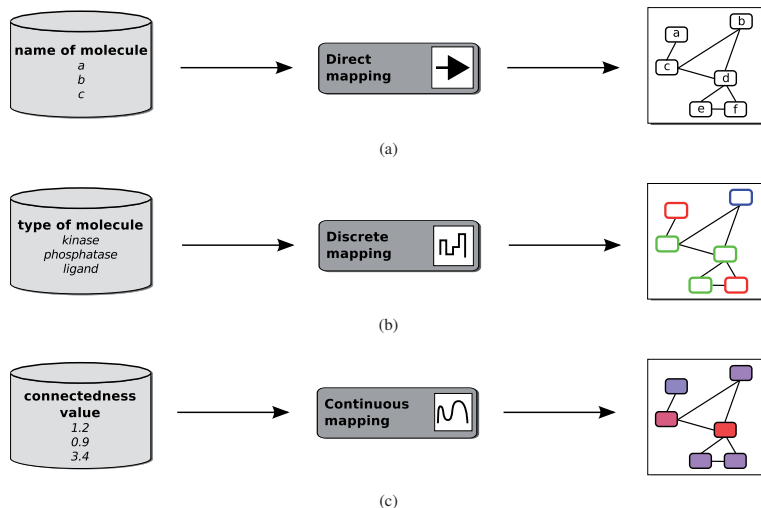 name of molecule
a
b
c
Direct
mapping
a
b
c
d
e
f
(a)
type of molecule
kinase
phosphatase
ligand
Discrete
mapping
(b)
connectedness
value
1.2
0.9
3.4
Continuous
mapping
(c)